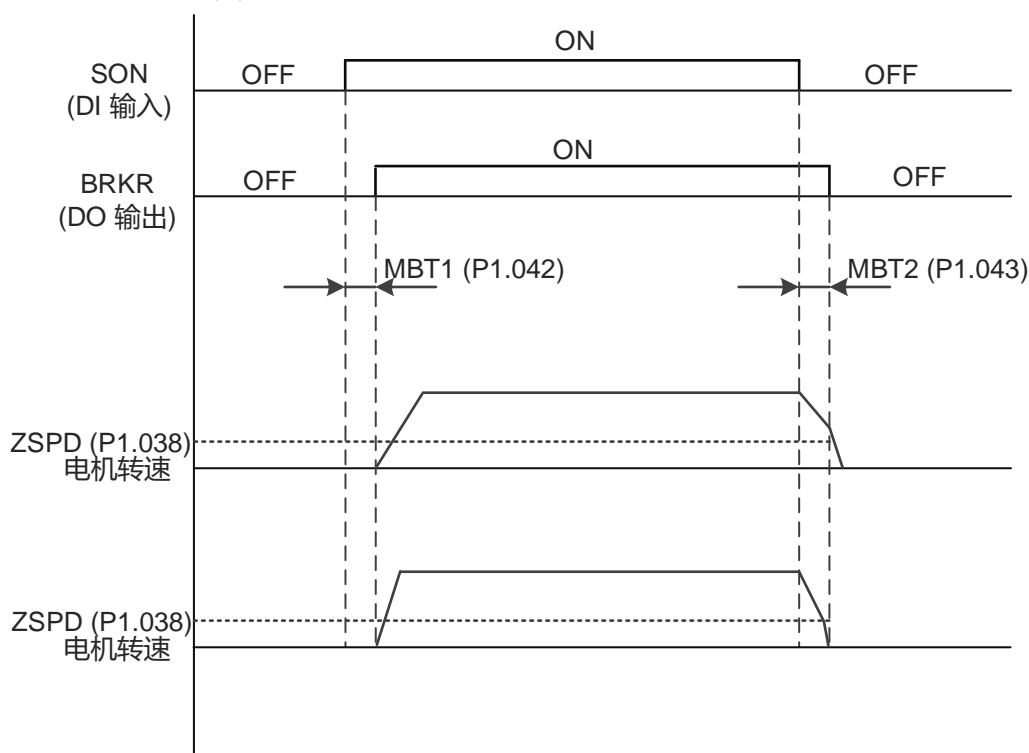 ON
SON
(DI 输入)
OFF
OFF
ON
BRKR
(DO 输出)
OFF
OFF
MBT1 (P1.042)
MBT2 (P1.043)
ZSPD (P1.038)
电机转速
ZSPD (P1.038)
电机转速